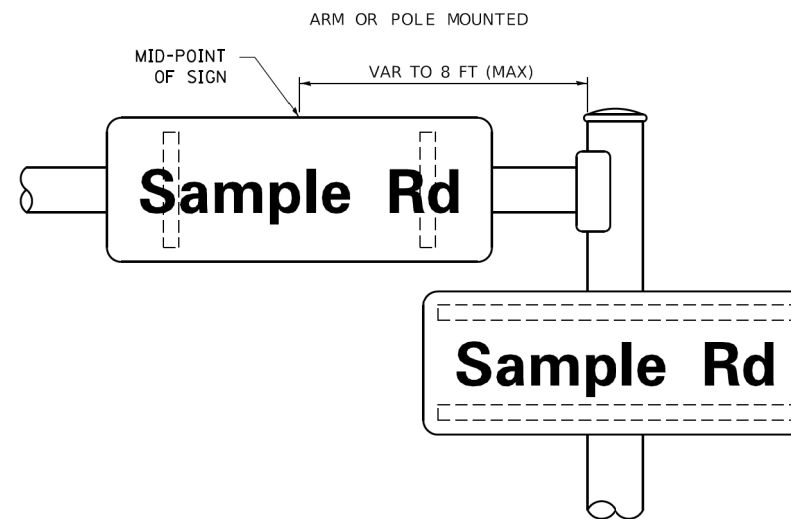 ARM OR POLE MOUNTED
MID-POINT
OF SIGN
VAR TO 8 FT (MAX)
Sample Rd
Sample Rd